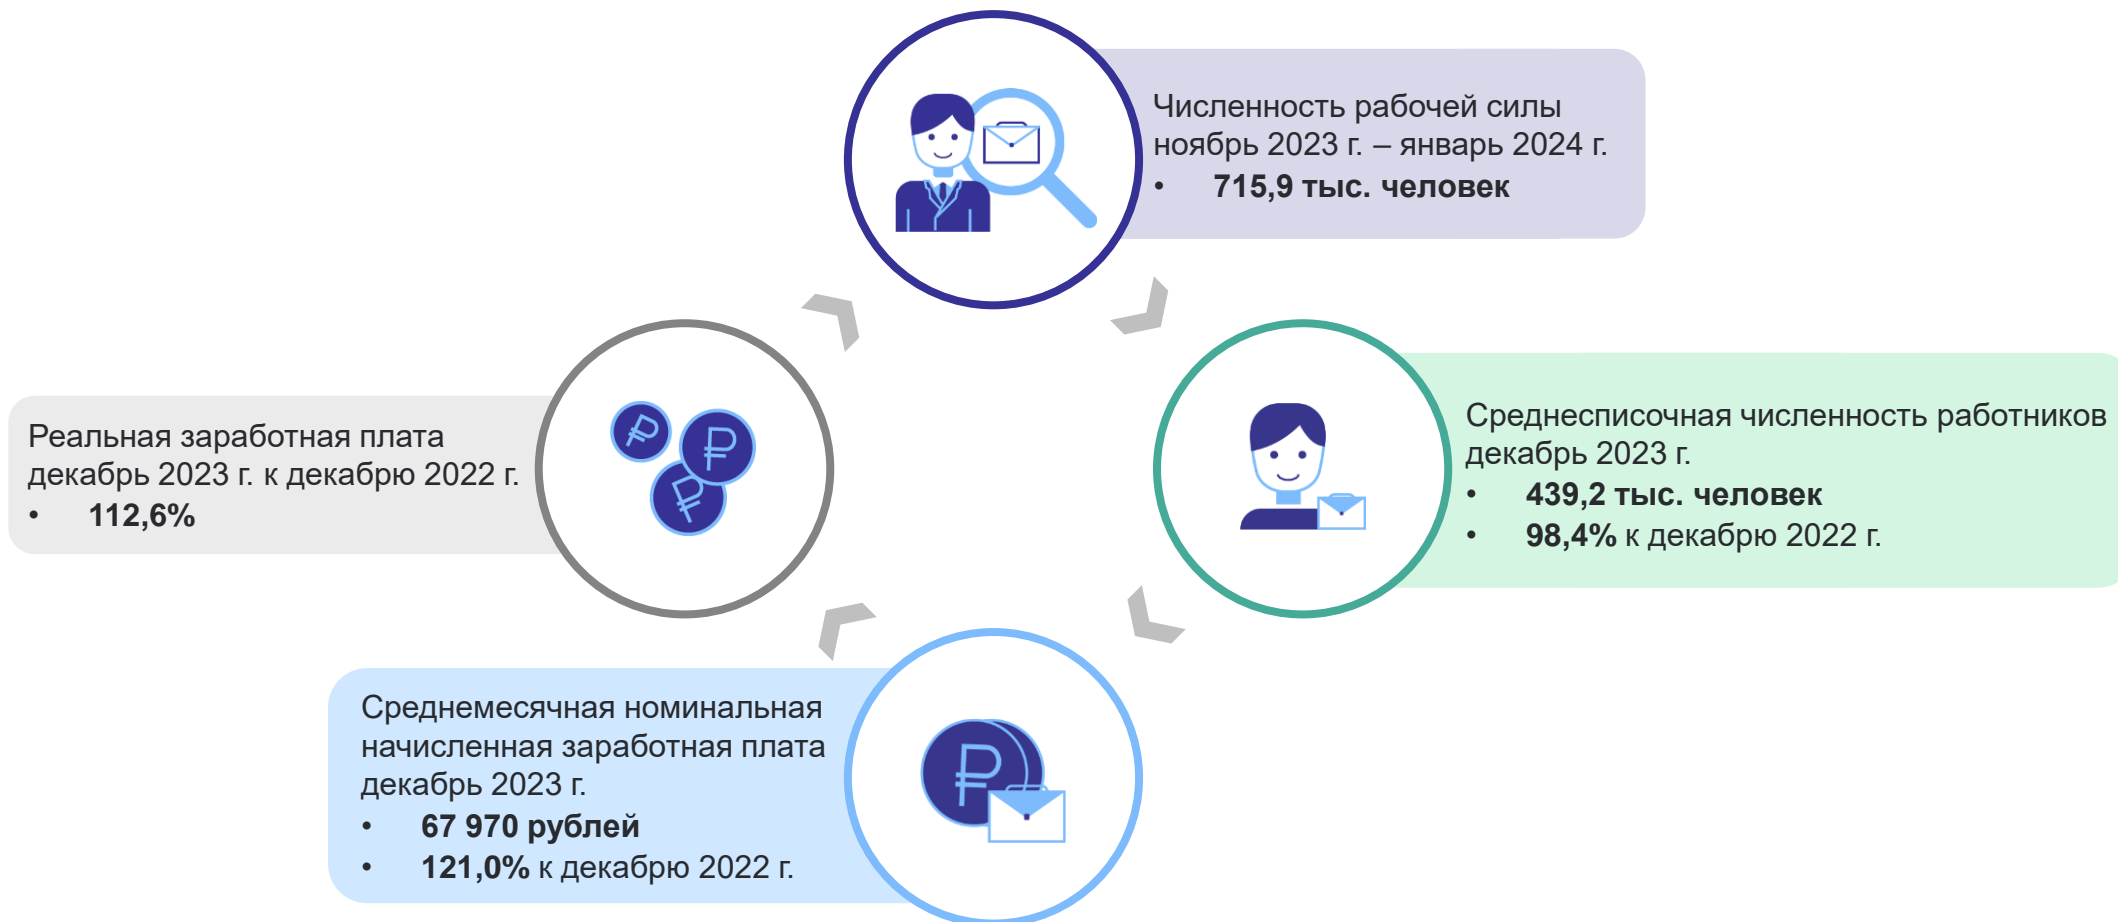 Численность рабочей силы
ноябрь 2023 г. – январь 2024 г.
• 715,9 тыс. человек
Среднесписочная численность работников
декабрь 2023 г.
• 439,2 тыс. человек
• 98,4% к декабрю 2022 г.
Реальная заработная плата
декабрь 2023 г. к декабрю 2022 г.
• 112,6%
Среднемесячная номинальная
начисленная заработная плата
декабрь 2023 г.
• 67 970 рублей
• 121,0% к декабрю 2022 г.